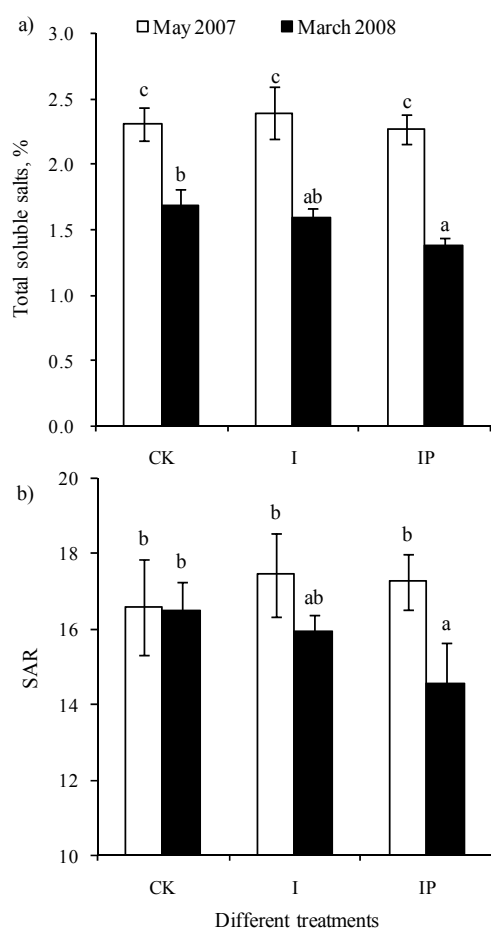 a)
May 2007 March 2008
Total soluble salts, %
3.0
2.5
2.0
1.5
1.0
0.5
0.0
c c c
b ab a
CK I IP
b)
SAR
20
18
16
14
12
10
b b b ab b a
CK I IP
Different treatments